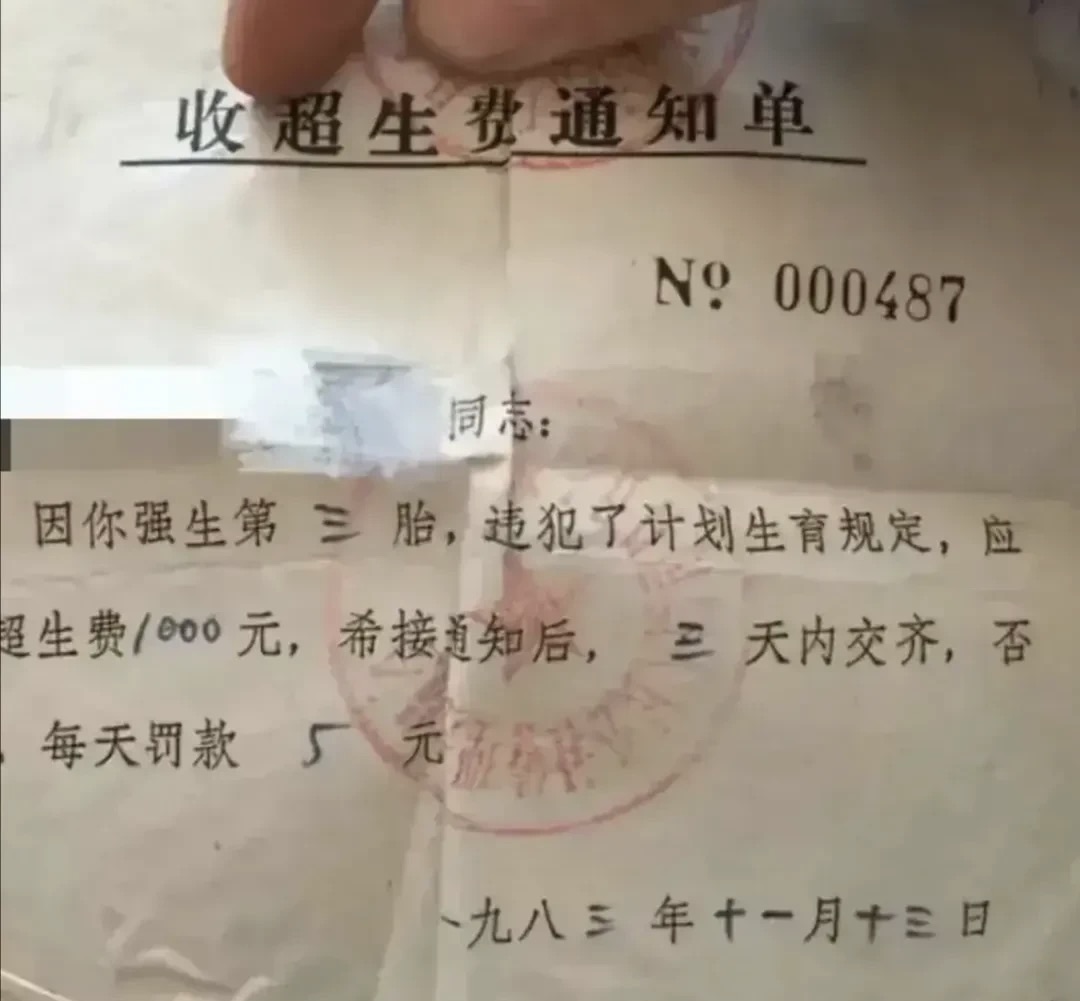 收超生费通知单
№ 000487
同志：
因你强生第 三 胎，违犯了计划生育规定，应
超生费1000元，希接通知后， 三 天内交齐，否
，每天罚款 5 元
一九八三年十一月十三日